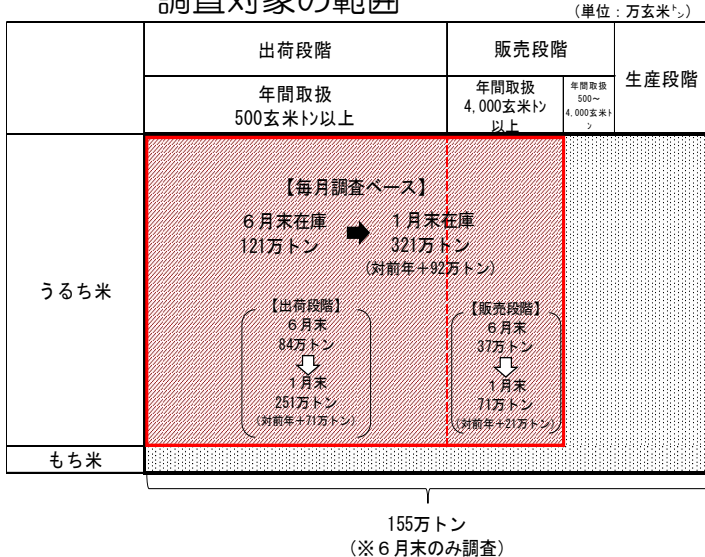 調査対象の範囲
(単位:万玄米㌧)
出荷段階
販売段階
生産段階
年間取扱
500玄米㌧以上
年間取扱
4,000玄米㌧
以上
年間取扱
500~
4,000玄米ト
ン
うるち米
【毎月調査ベース】
6月末在庫
121万トン
➡
1月末在庫
321万トン
(対前年+92万トン)
【出荷段階】
6月末
84万トン
1月末
251万トン
(対前年+71万トン)
【販売段階】
6月末
37万トン
1月末
71万トン
(対前年+21万トン)
もち米
155万トン
(※6月末のみ調査)